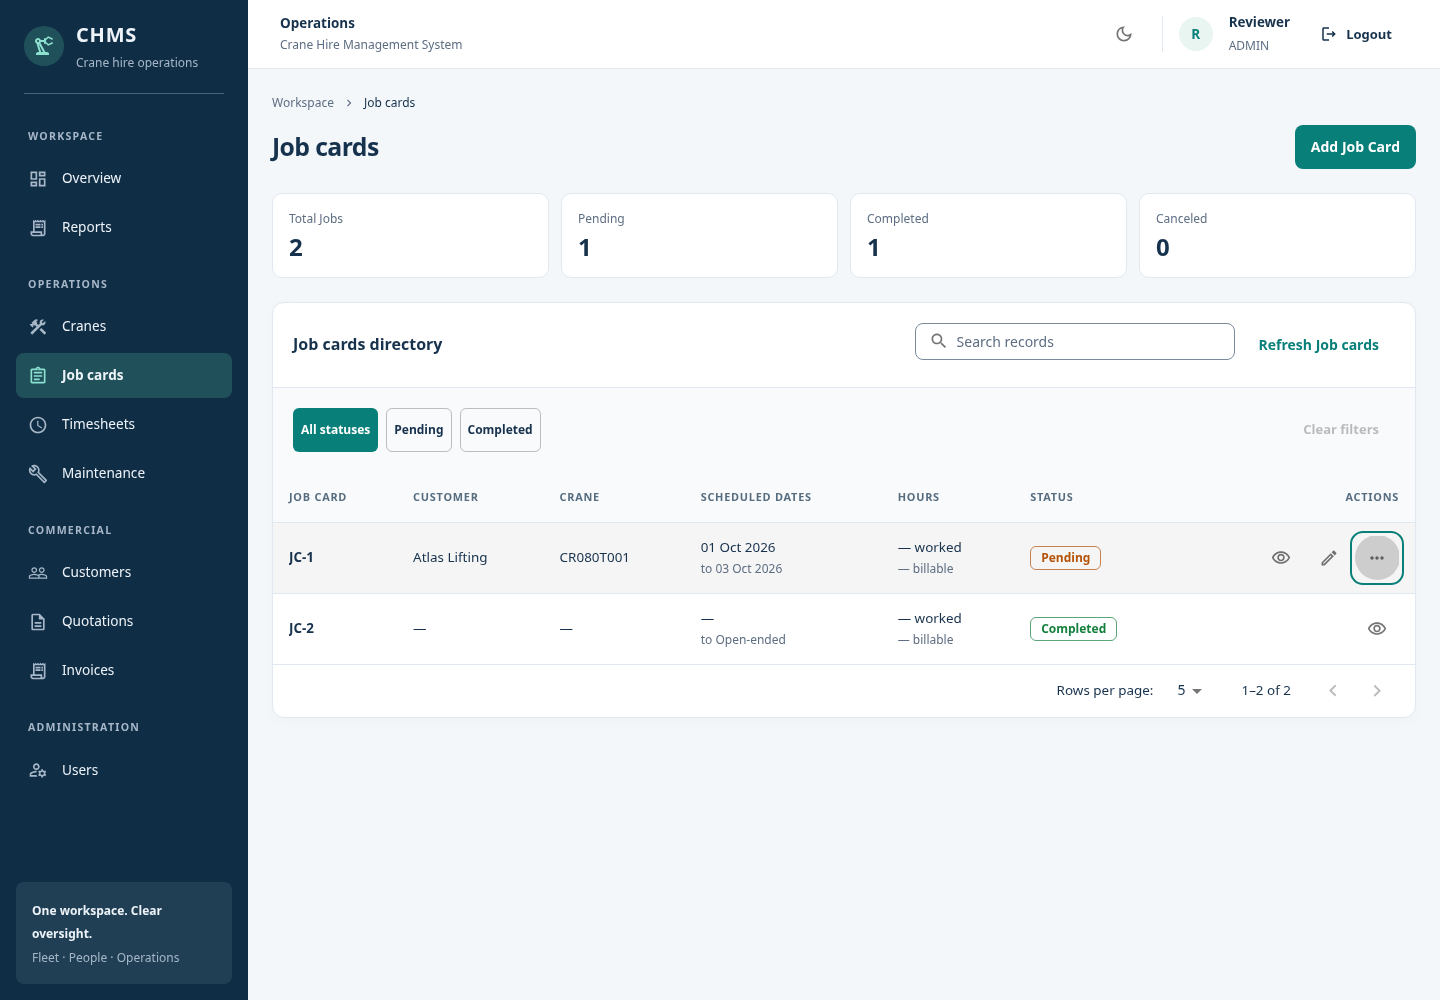 CHMS
Crane hire operations
WORKSPACE
Overview
Reports
OPERATIONS
Cranes
Job cards
Timesheets
Maintenance
COMMERCIAL
Customers
Quotations
Invoices
ADMINISTRATION
Users
One workspace. Clear
oversight.
Fleet · People · Operations
Operations
Crane Hire Management System
R
Reviewer
ADMIN
Logout
Workspace > Job cards
Job cards
Add Job Card
Total Jobs
2
Pending
1
Completed
1
Canceled
0
Job cards directory
Search records
Refresh Job cards
All statuses
Pending
Completed
Clear filters
JOB CARD CUSTOMER CRANE SCHEDULED DATES HOURS STATUS ACTIONS
JC-1 Atlas Lifting CR080T001 01 Oct 2026 — worked Pending
to 03 Oct 2026 — billable
JC-2 — — — — worked Completed
to Open-ended — billable
Rows per page: 5 1–2 of 2